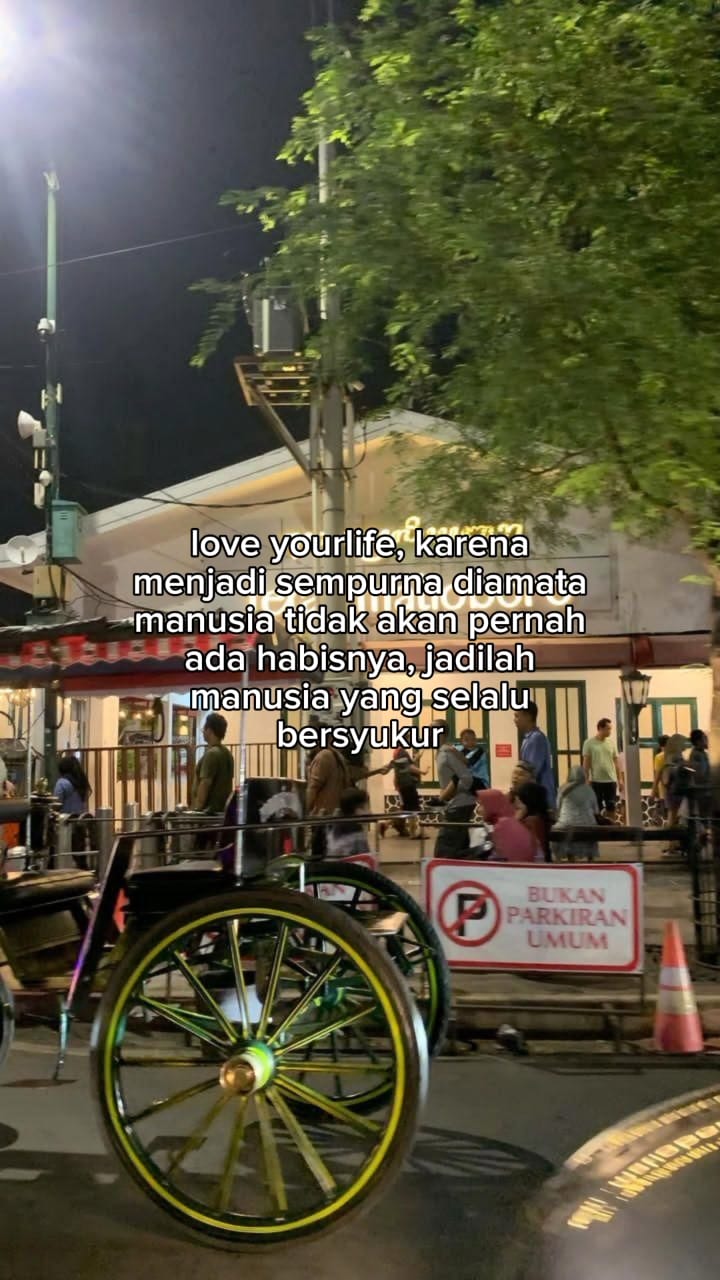 love yourlife, karena
menjadi sempurna diamata
manusia tidak akan pernah
ada habisnya, jadilah
manusia yang selalu
bersyukur
BUKAN
PARKIRAN
UMUM